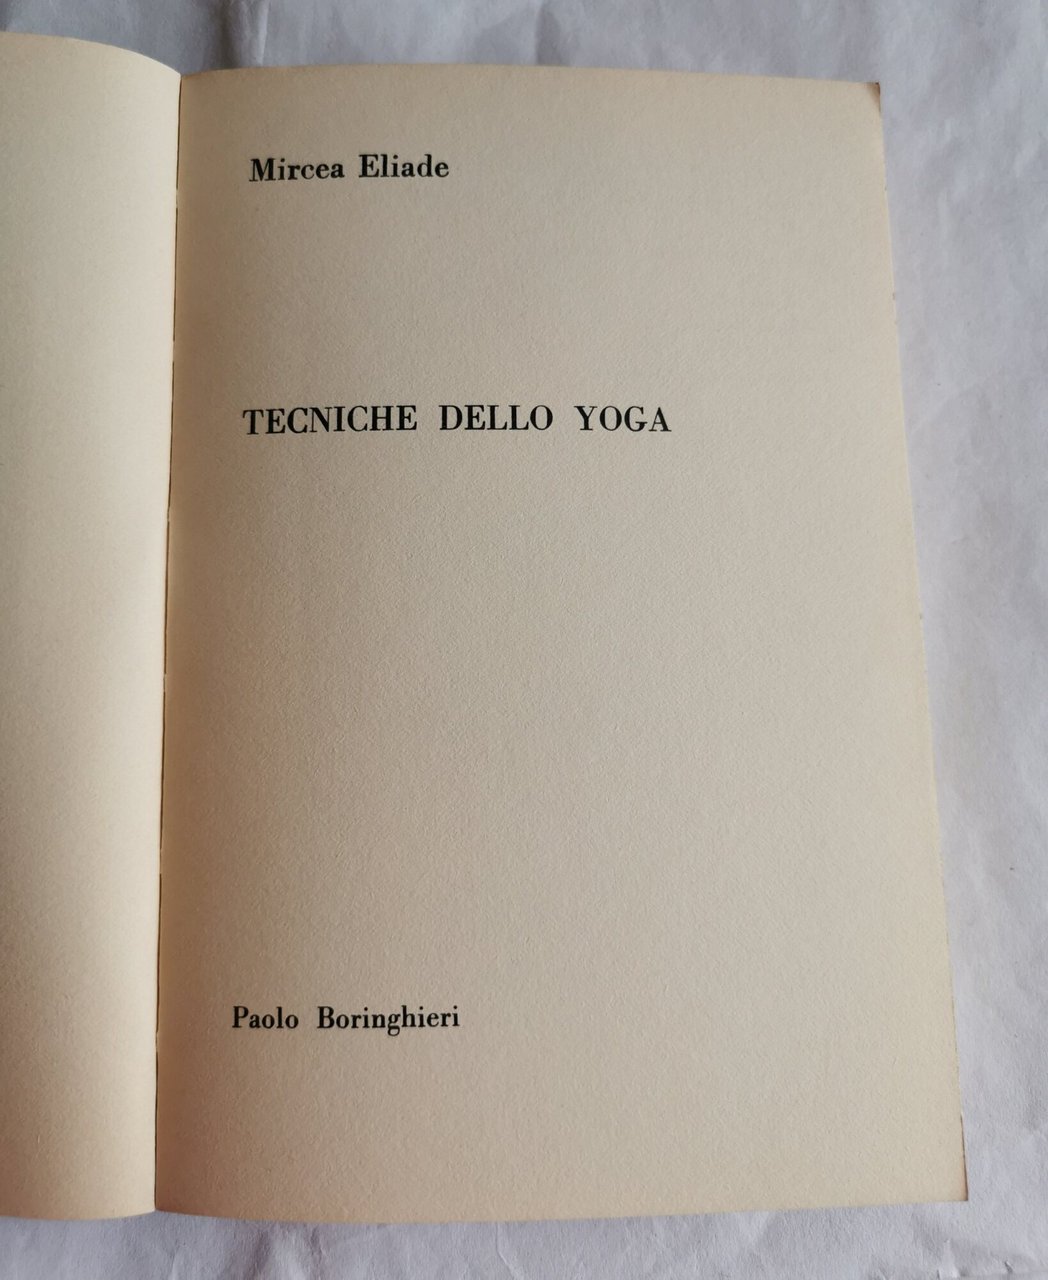 Mircea Eliade
TECNICHE DELLO YOGA
Paolo Boringhieri